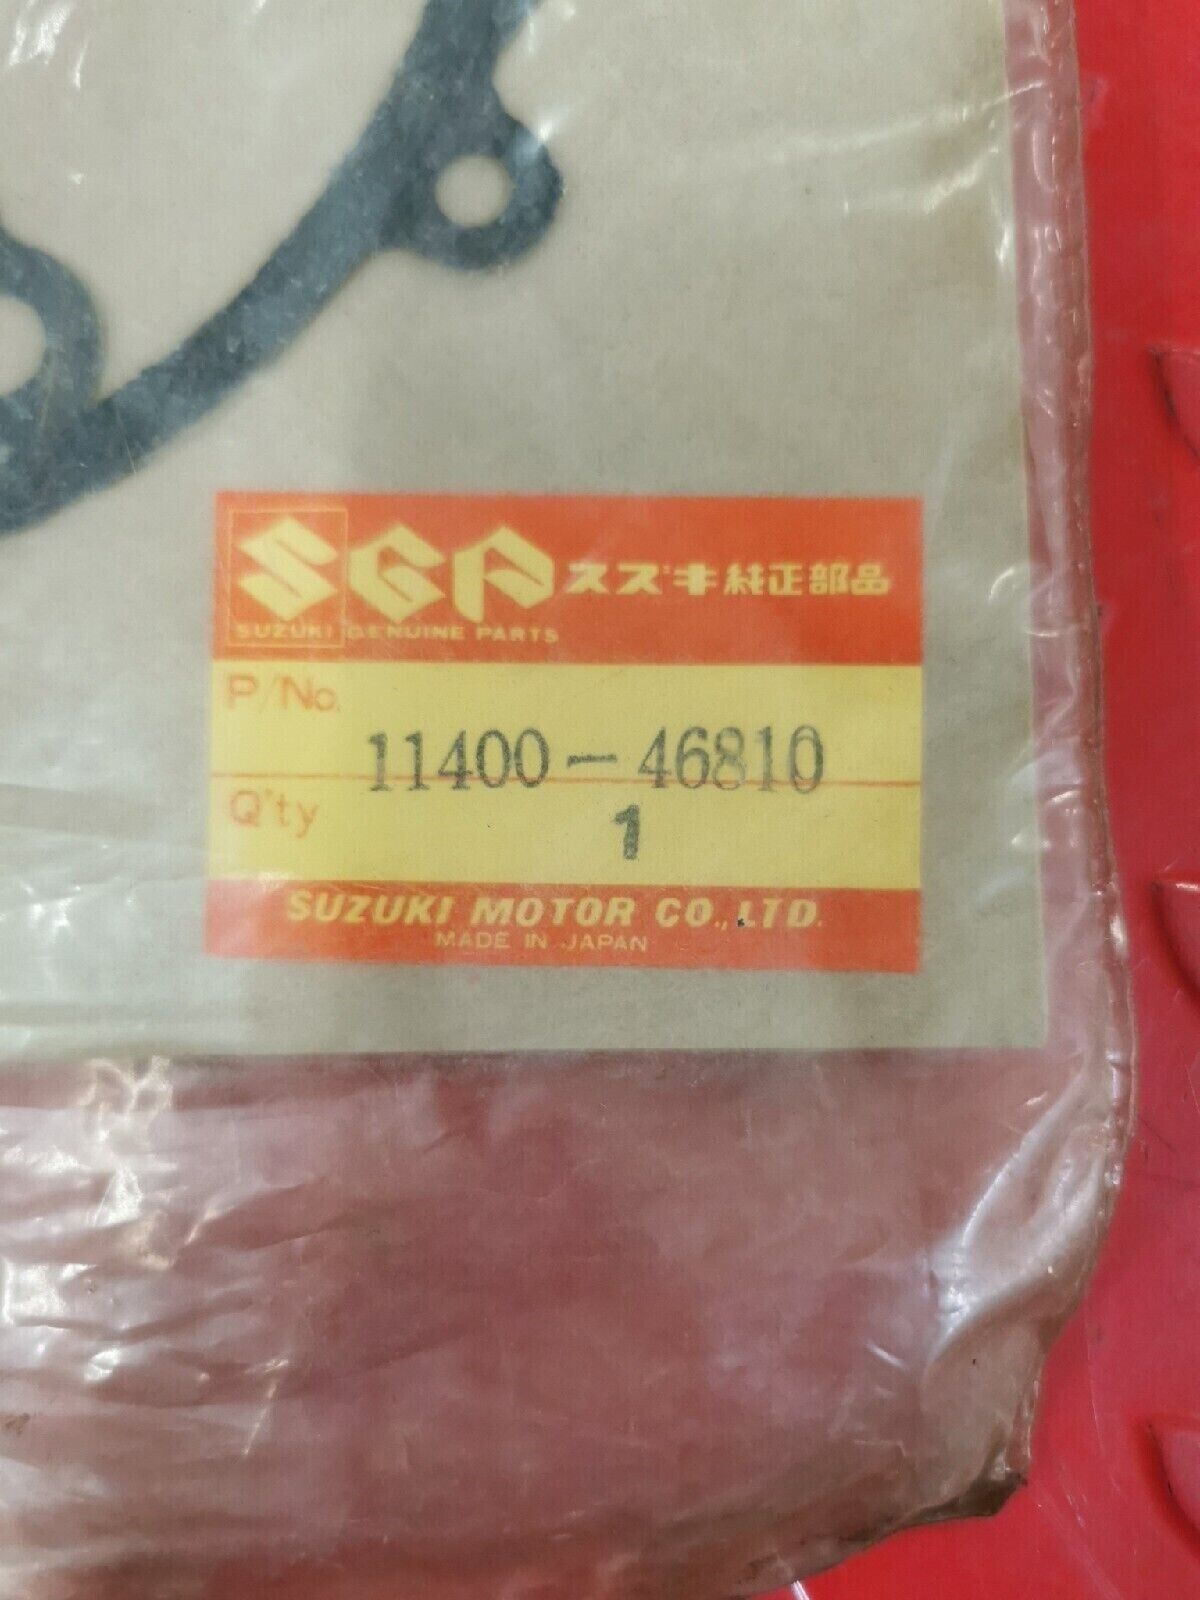 SGP スズキ純正部品
SUZUKI GENUINE PARTS
P/No.
11400-46810
Q'ty
1
SUZUKI MOTOR CO.,LTD.
MADE IN JAPAN